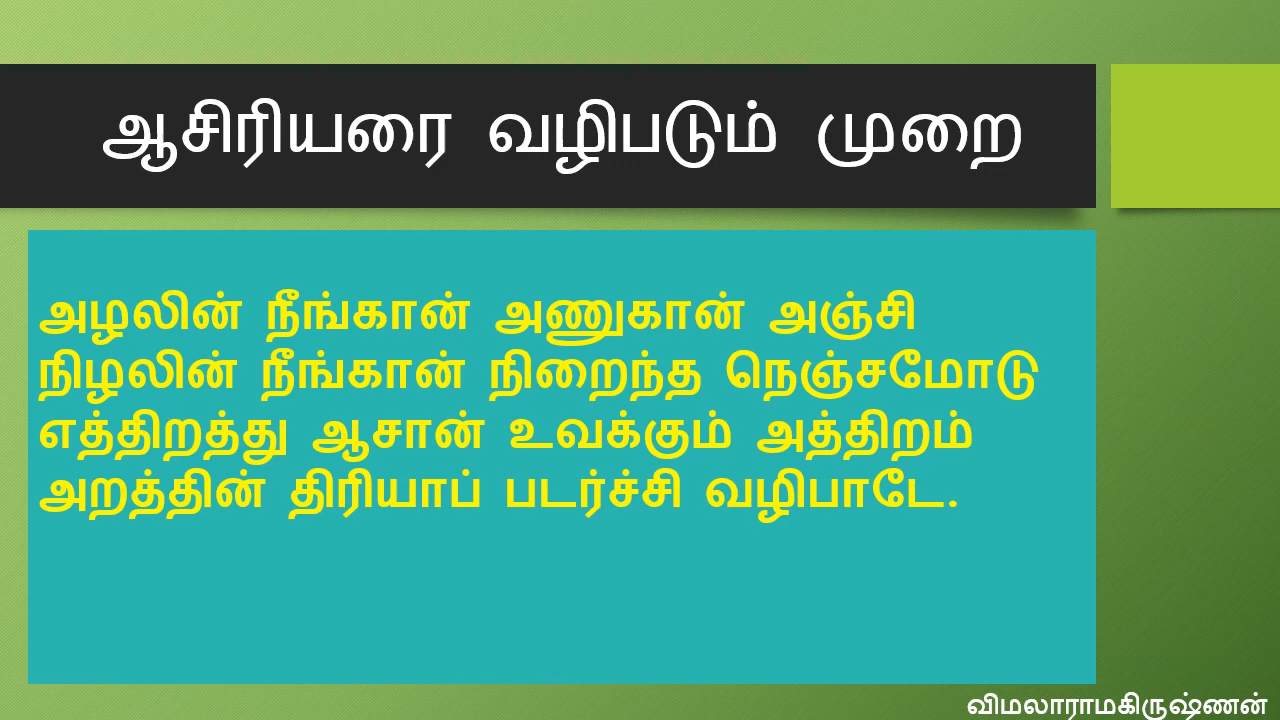 ஆசிரியரை வழிபடும் முறை
அழலின் நீங்கான் அணுகான் அஞ்சி
நிழலின் நீங்கான் நிறைந்த நெஞ்சமோடு
எத்திறத்து ஆசான் உவக்கும் அத்திறம்
அறத்தின் திரியாப் படர்ச்சி வழிபாடே.
விமலாராமகிருஷ்ணன்